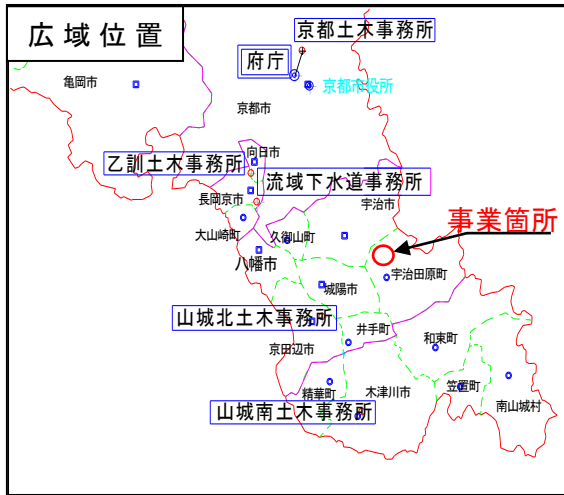 広域位置
京都土木事務所
府庁
亀岡市
京都市役所
京都市
向日市
乙訓土木事務所
流域下水道事務所
長岡京市
宇治市
大山崎町
久御山町
事業箇所
八幡市
宇治田原町
城陽市
山城北土木事務所
井手町
和束町
京田辺市
精華町
木津川市
笠置町
南山城村
山城南土木事務所